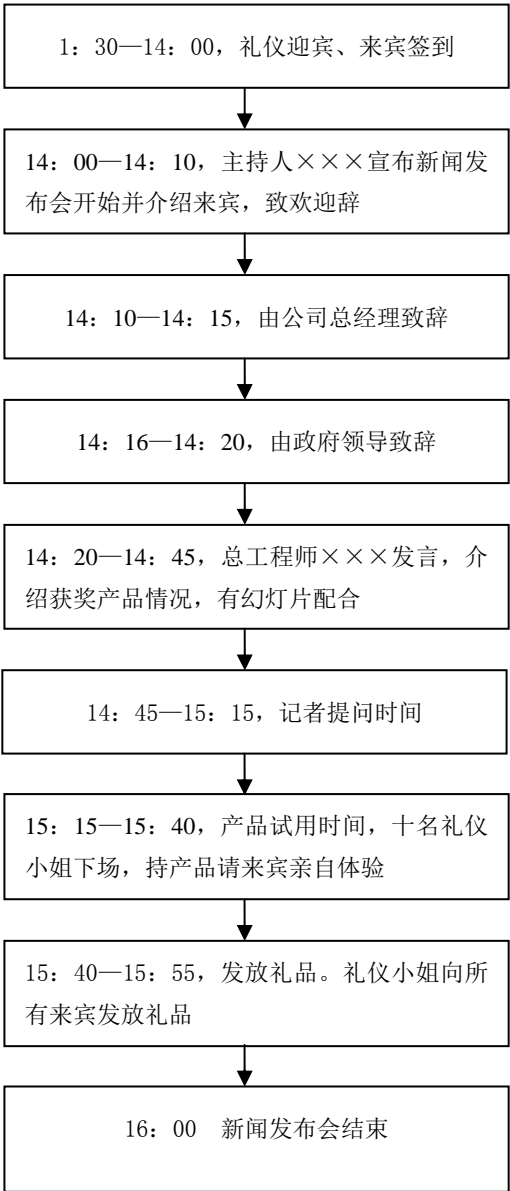 1：30—14：00，礼仪迎宾、来宾签到
14：00—14：10，主持人×××宣布新闻发
布会开始并介绍来宾，致欢迎辞
14：10—14：15，由公司总经理致辞
14：16—14：20，由政府领导致辞
14：20—14：45，总工程师×××发言，介
绍获奖产品情况，有幻灯片配合
14：45—15：15，记者提问时间
15：15—15：40，产品试用时间，十名礼仪
小姐下场，持产品请来宾亲自体验
15：40—15：55，发放礼品。礼仪小姐向所
有来宾发放礼品
16：00　新闻发布会结束